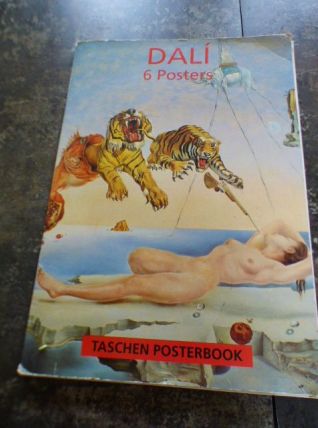 DALÍ
6 Posters
TASCHEN POSTERBOOK